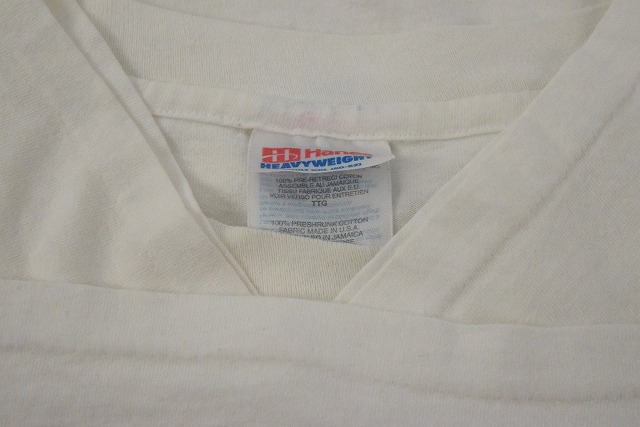 Hanes
HEAVYWEIGHT
100% PRE-RETRECI COTON
ASSEMBLE AU JAMAIQUE
TISSU FABRIQUE AUX E.U.
VOIR VERSO POUR ENTRETIEN
TTG
100% PRESHRUNK COTTON
FABRIC MADE IN U.S.A.
IN JAMAICA